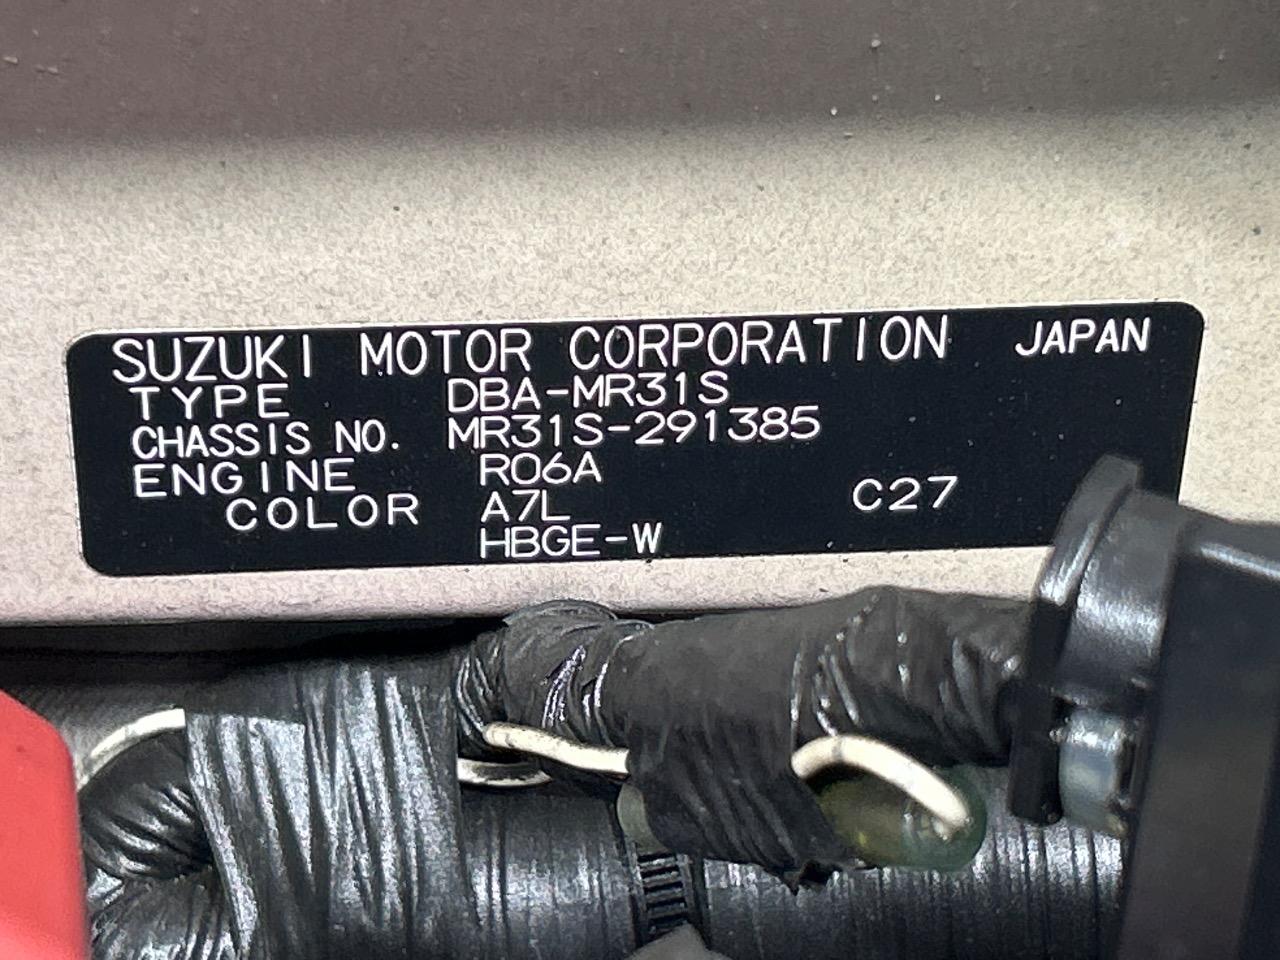 SUZUKI MOTOR CORPORATION JAPAN
TYPE DBA-MR31S
CHASSIS NO. MR31S-291385
ENGINE R06A
COLOR A7L C27
HBGE-W